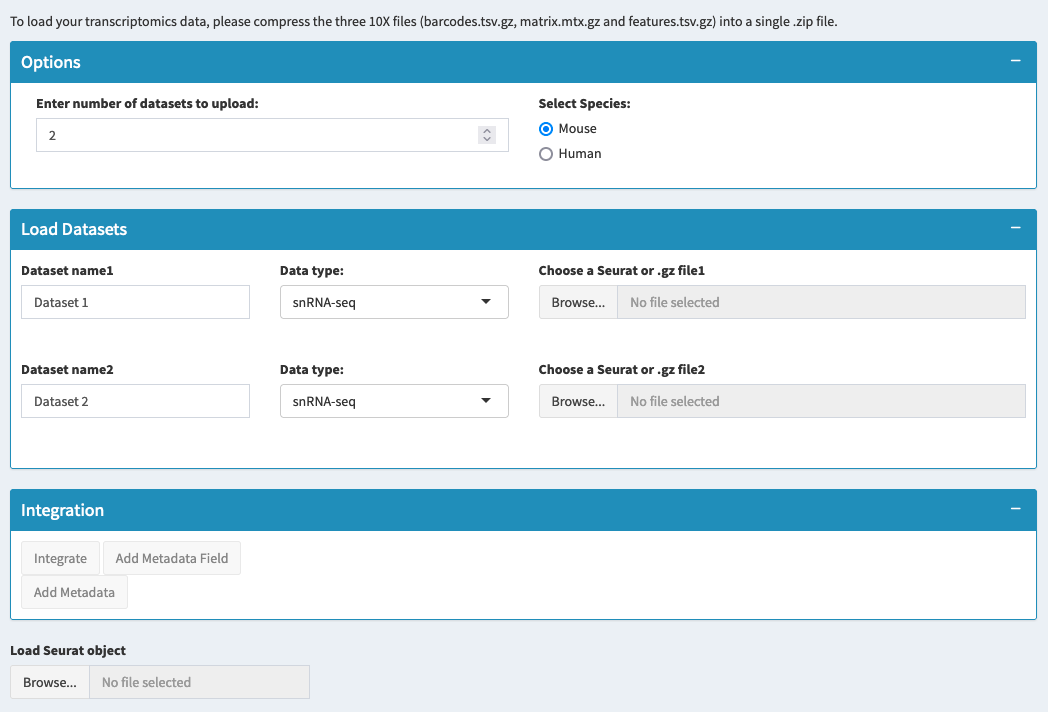 To load your transcriptomics data, please compress the three 10X files (barcodes.tsv.gz, matrix.mtx.gz and features.tsv.gz) into a single .zip file.
Options
Enter number of datasets to upload:
2
Select Species:
Mouse
Human
Load Datasets
Dataset name1
Data type:
Choose a Seurat or .gz file1
Dataset 1
snRNA-seq
Browse...
No file selected
Dataset name2
Data type:
Choose a Seurat or .gz file2
Dataset 2
snRNA-seq
Browse...
No file selected
Integration
Integrate
Add Metadata Field
Add Metadata
Load Seurat object
Browse...
No file selected